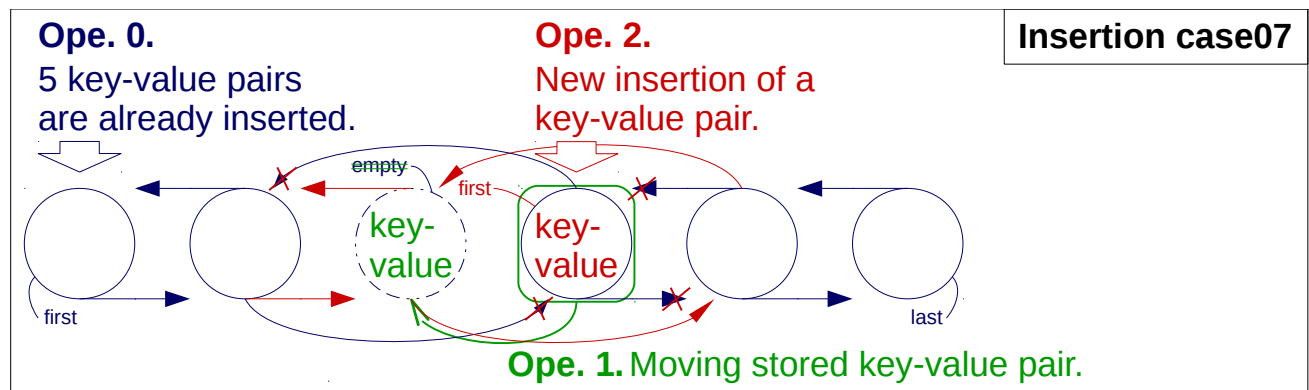 Insertion case07
Ope. 0.
5 key-value pairs
are already inserted.
Ope. 2.
New insertion of a
key-value pair.
empty
first
key-
value
key-
value
first
last
Ope. 1. Moving stored key-value pair.